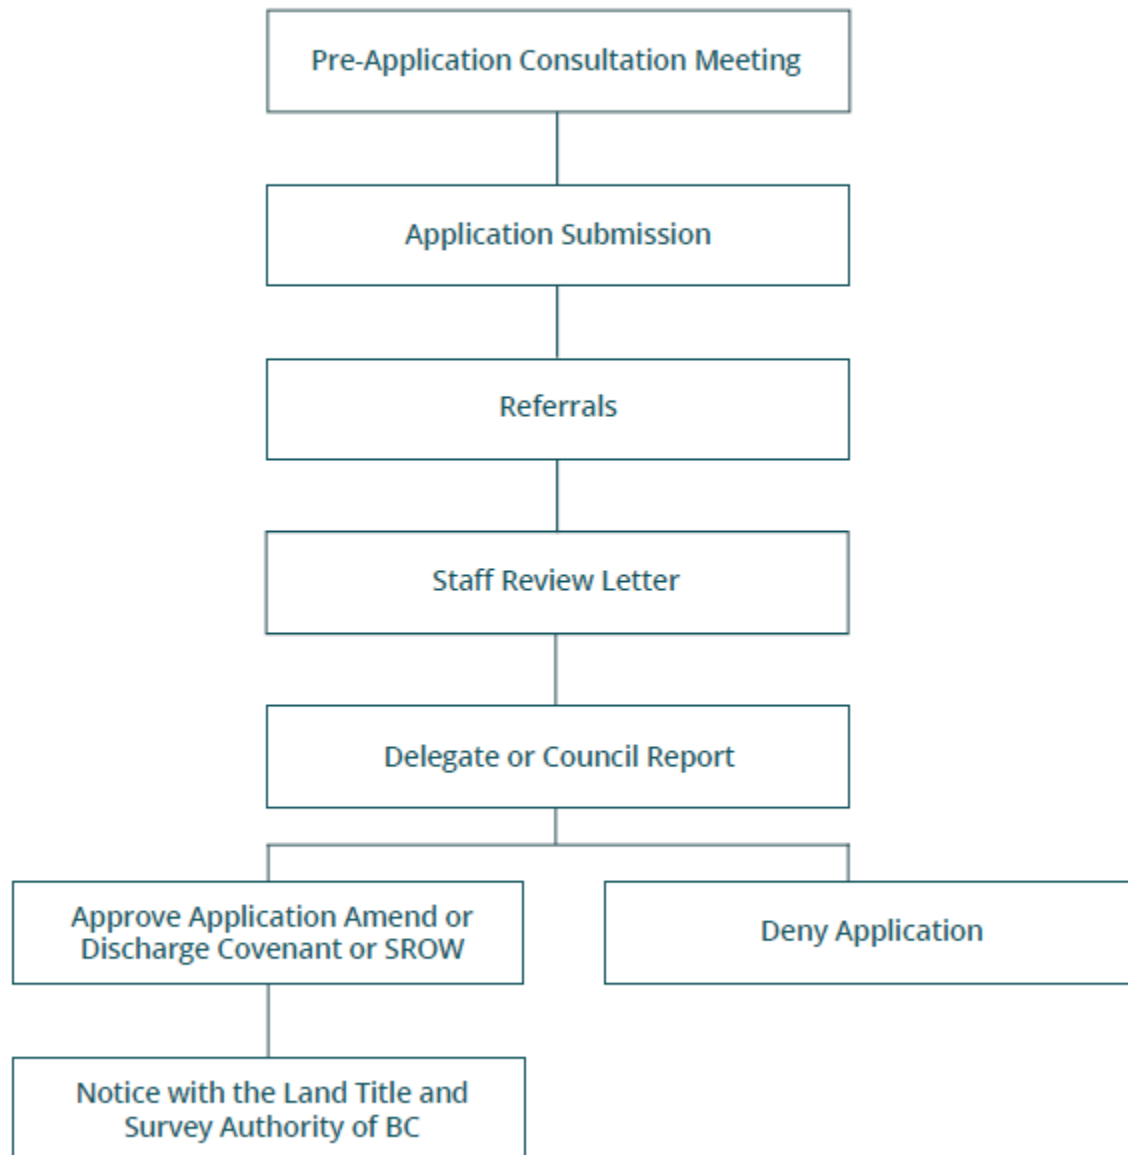 Pre-Application Consultation Meeting
Application Submission
Referrals
Staff Review Letter
Delegate or Council Report
Approve Application Amend or
Discharge Covenant or SROW
Deny Application
Notice with the Land Title and
Survey Authority of BC